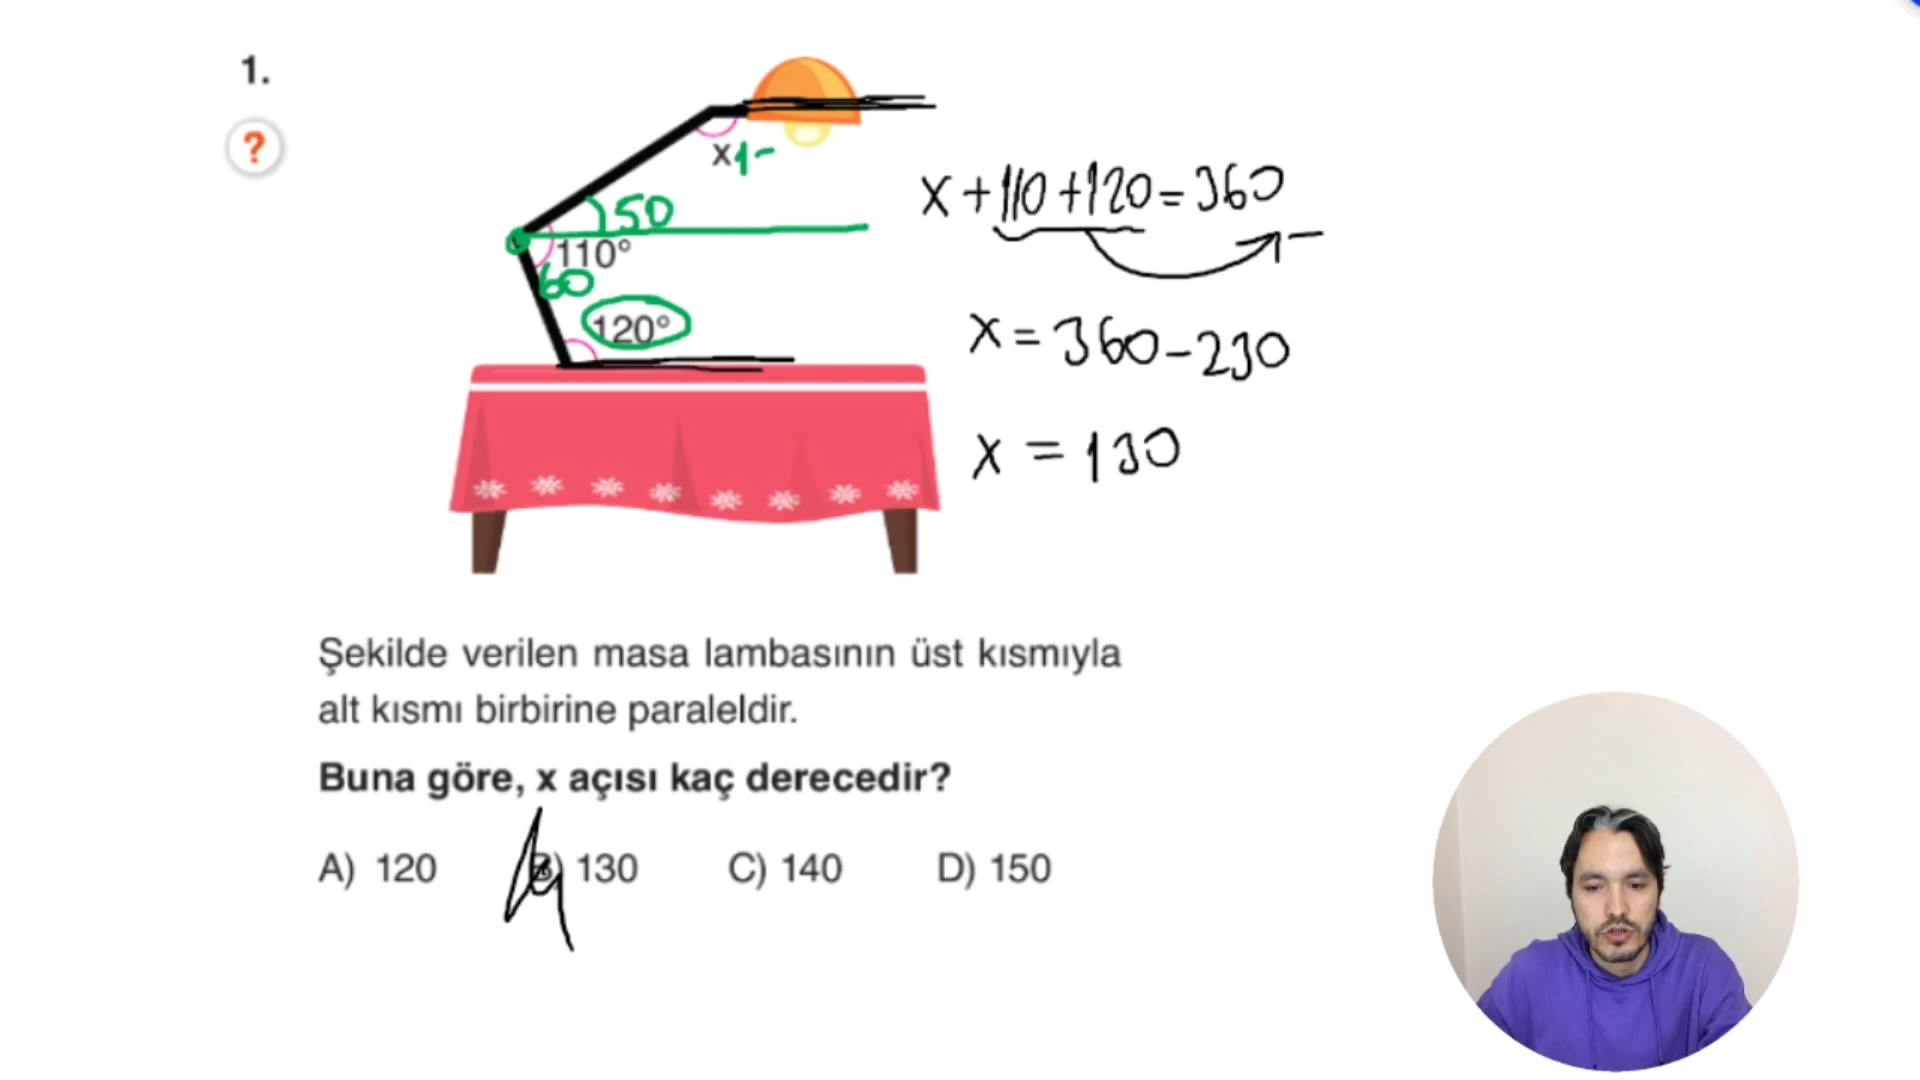 1.
?
x 1-
50
110°
60
120°
x + 110 + 120 = 360
x = 360 - 230
x = 130
Şekilde verilen masa lambasının üst kısmıyla
alt kısmı birbirine paraleldir.
Buna göre, x açısı kaç derecedir?
A) 120 B) 130 C) 140 D) 150